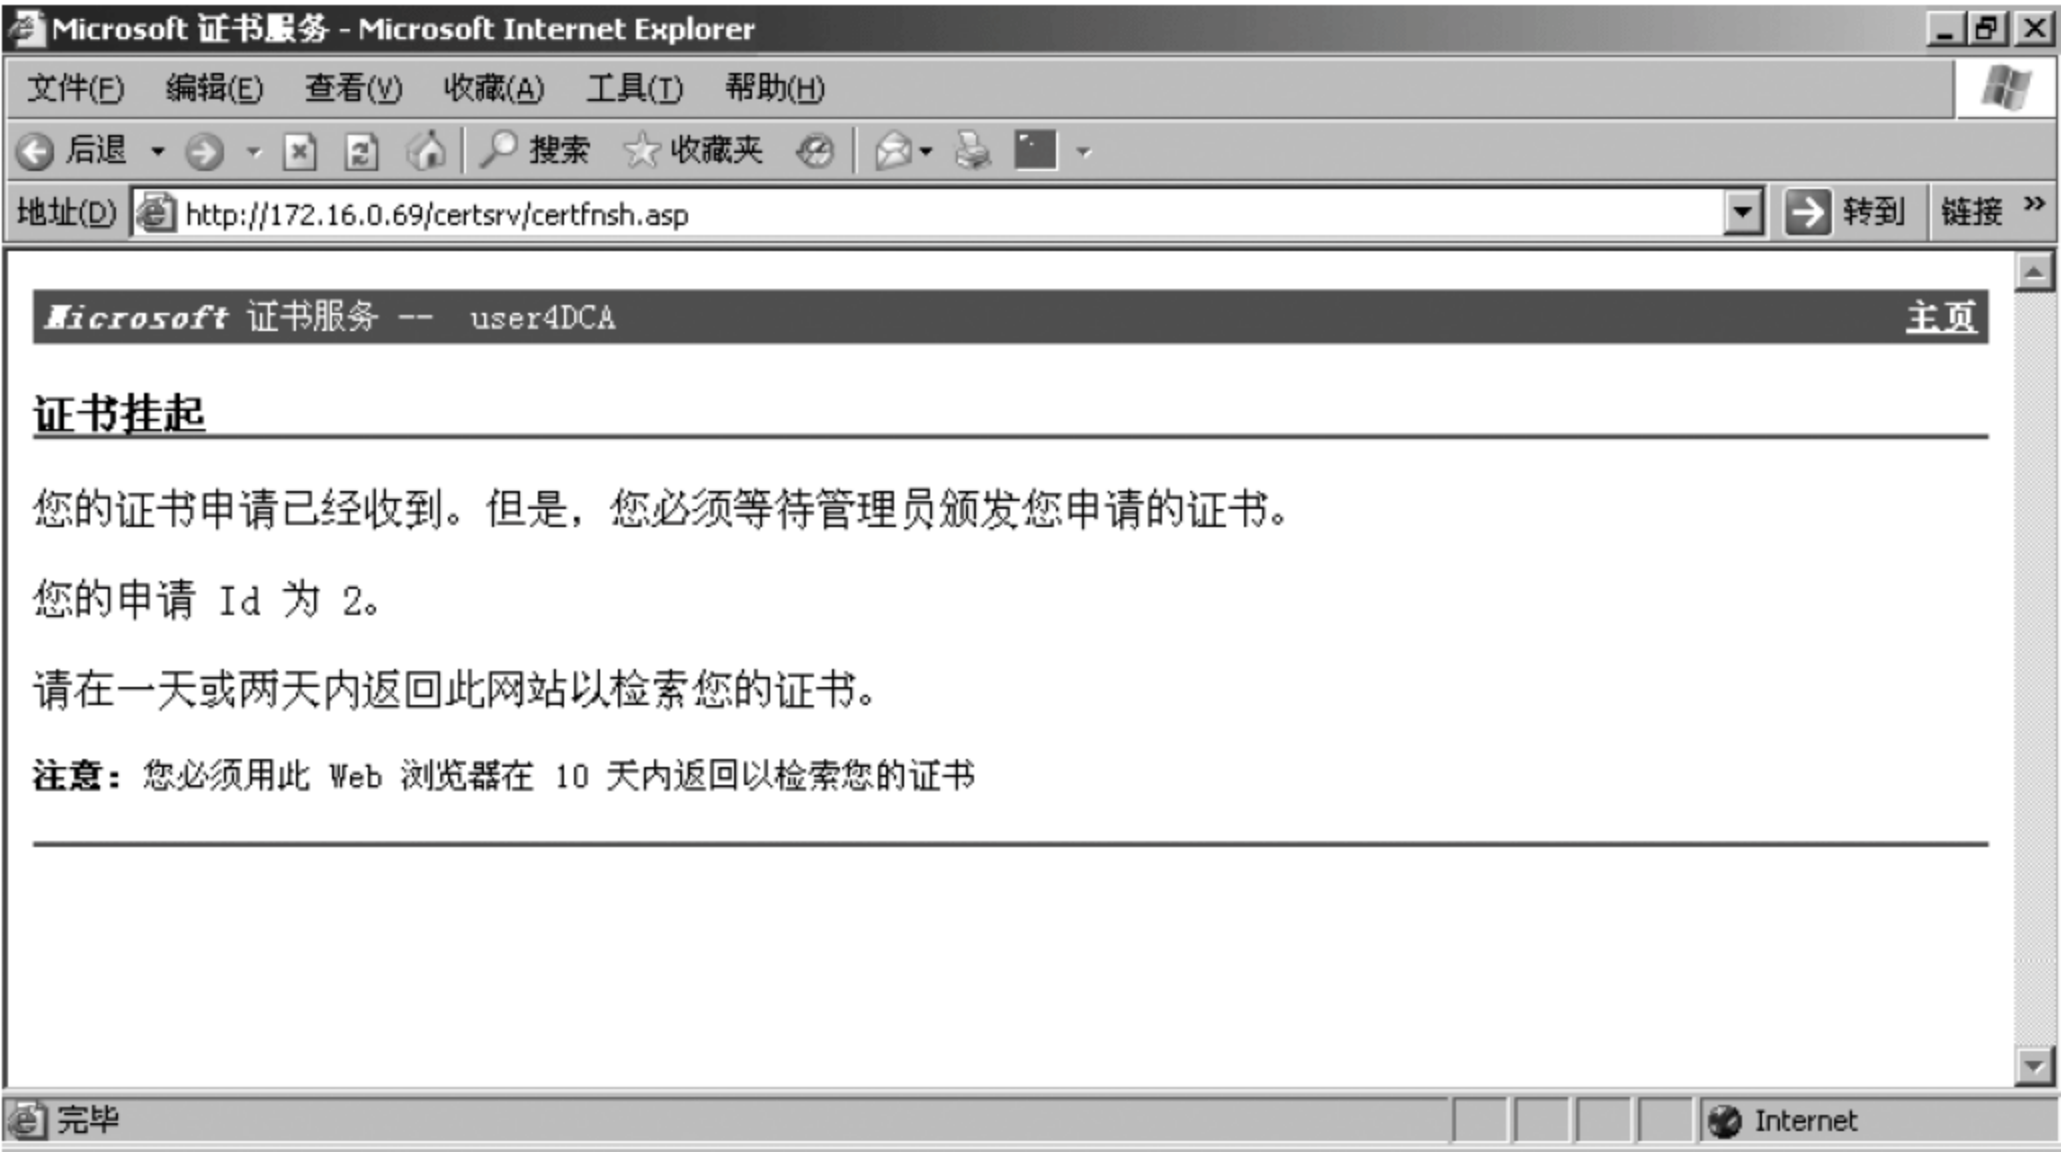 Microsoft 证书服务 - Microsoft Internet Explorer
文件(F) 编辑(E) 查看(V) 收藏(A) 工具(T) 帮助(H)
后退 搜索 收藏夹
地址(D) http://172.16.0.69/certsrv/certfnsh.asp 转到 链接 »
Microsoft 证书服务 -- user4DCA 主页
证书挂起
您的证书申请已经收到。但是，您必须等待管理员颁发您申请的证书。
您的申请 Id 为 2。
请在一天或两天内返回此网站以检索您的证书。
注意：您必须用此 Web 浏览器在 10 天内返回以检索您的证书
完毕 Internet